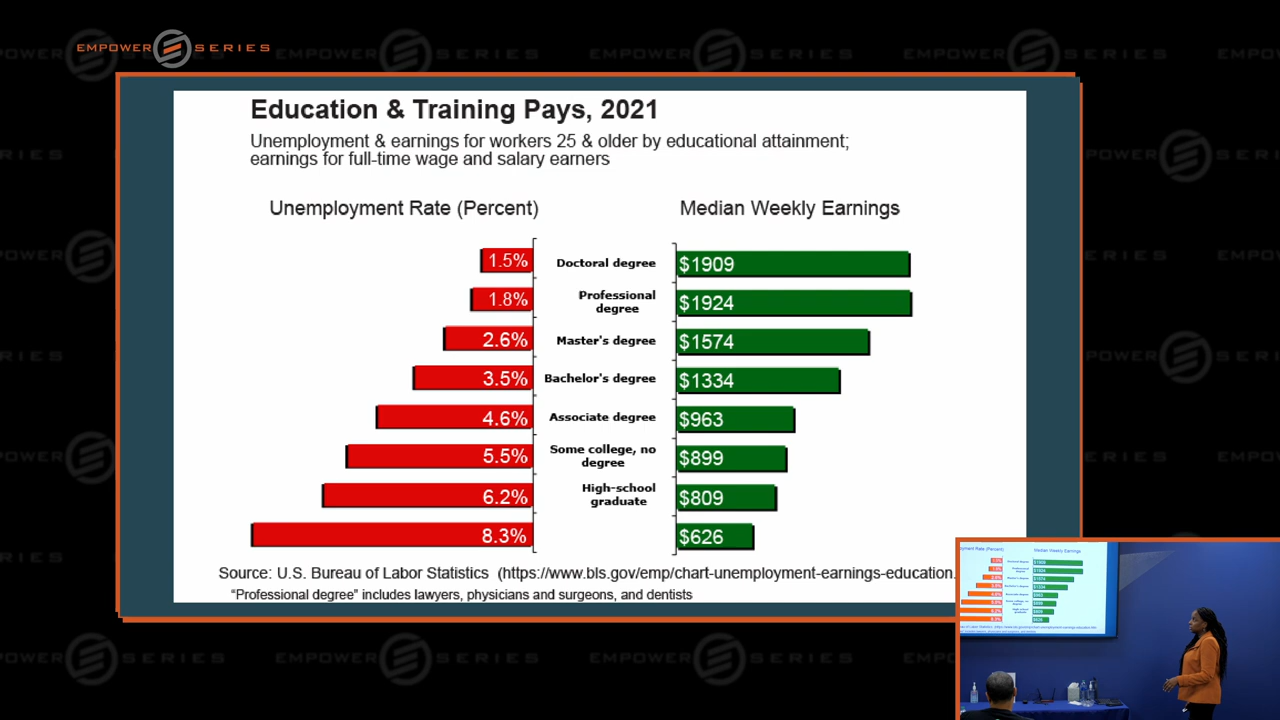 EMPOWER SERIES
Education & Training Pays, 2021
Unemployment & earnings for workers 25 & older by educational attainment;
earnings for full-time wage and salary earners
Unemployment Rate (Percent)
Median Weekly Earnings
1.5% Doctoral degree $1909
1.8% Professional degree $1924
2.6% Master's degree $1574
3.5% Bachelor's degree $1334
4.6% Associate degree $963
5.5% Some college, no degree $899
6.2% High-school graduate $809
8.3% $626
Source: U.S. Bureau of Labor Statistics (https://www.bls.gov/emp/chart-unemployment-earnings-education.
“Professional degree” includes lawyers, physicians and surgeons, and dentists